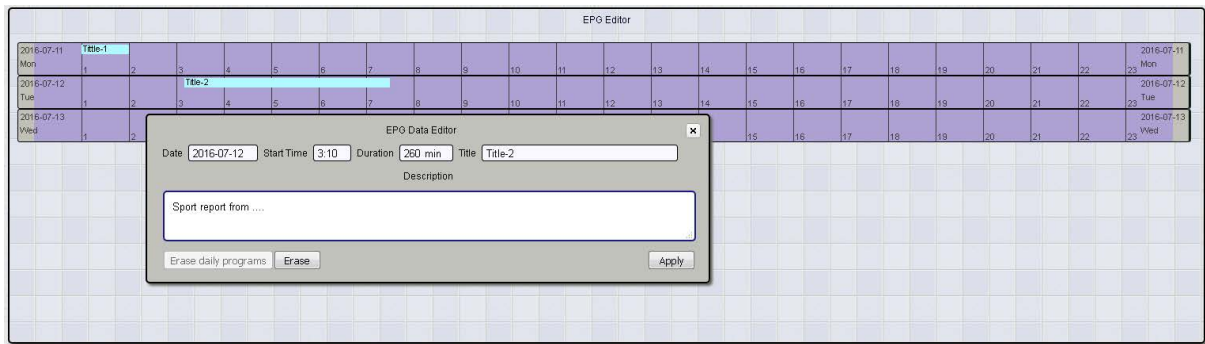 EPG Editor
2016-07-11 Tittle-1 2016-07-11
Mon 1 2 3 4 5 6 7 8 9 10 11 12 13 14 15 16 17 18 19 20 21 22 23 Mon
2016-07-12 Title-2 2016-07-12
Tue 1 2 3 4 5 6 7 8 9 10 11 12 13 14 15 16 17 18 19 20 21 22 23 Tue
2016-07-13 2016-07-13
Wed 1 2 15 16 17 18 19 20 21 22 23 Wed
EPG Data Editor ×
Date 2016-07-12 Start Time 3:10 Duration 260 min Title Title-2
Description
Sport report from ....
Erase daily programs Erase Apply